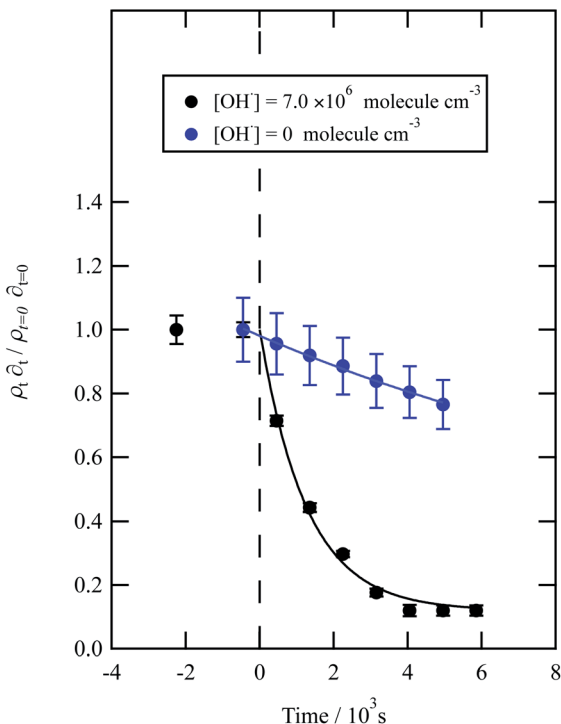 [OH˙] = 7.0 ×10⁶ molecule cm⁻³
[OH˙] = 0 molecule cm⁻³
1.4
1.2
1.0
0.8
0.6
0.4
0.2
0.0
ρₜ ∂ₜ / ρₜ₌₀ ∂ₜ₌₀
-4 -2 0 2 4 6 8
Time / 10³s